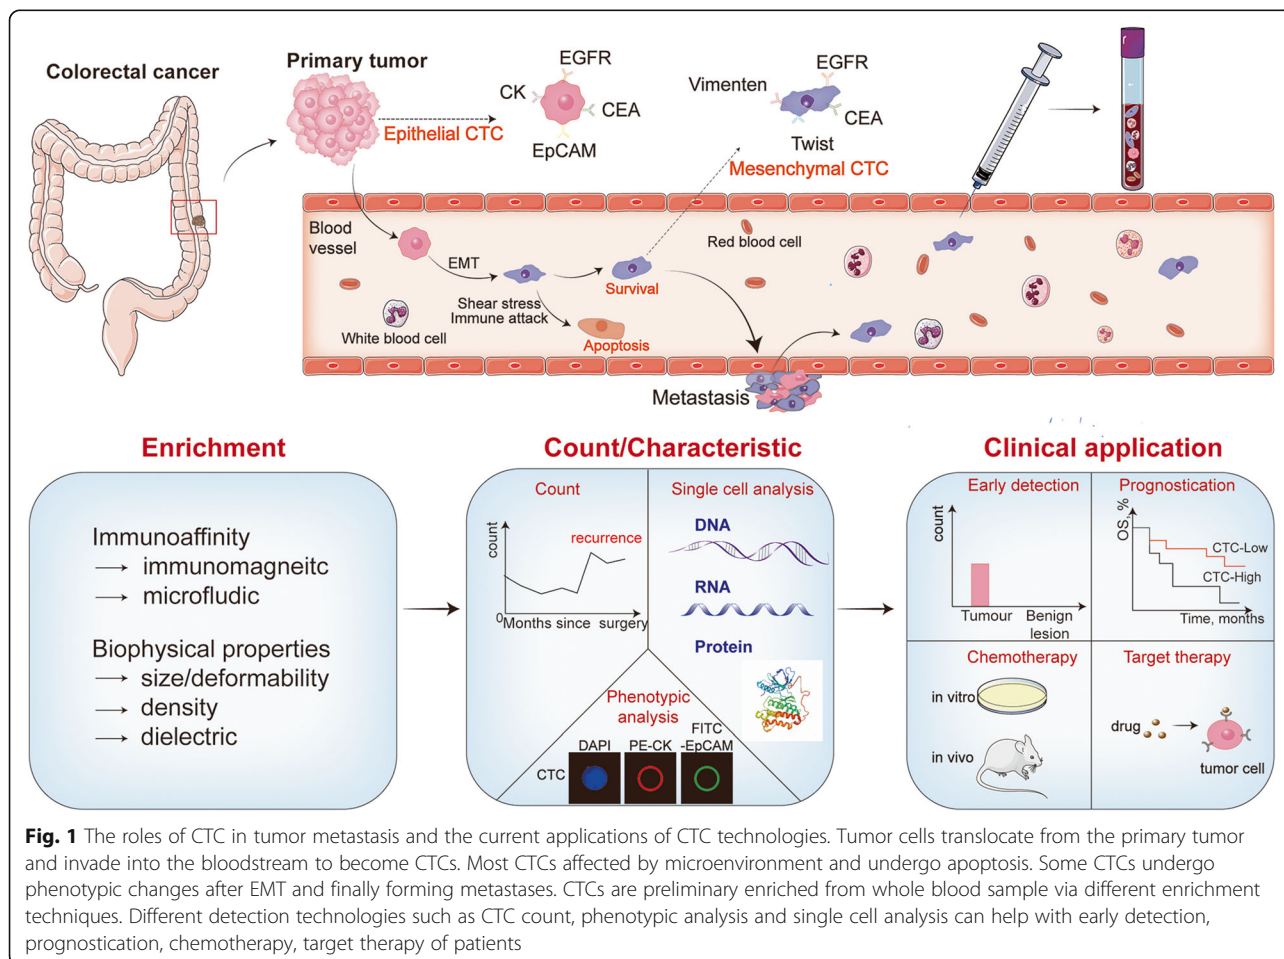 Colorectal cancer
Primary tumor
EGFR
CK
CEA
EpCAM
Epithelial CTC
EGFR
Vimenten
CEA
Twist
Mesenchymal CTC
Blood
vessel
EMT
Shear stress
Immune attack
Survival
Apoptosis
White blood cell
Red blood cell
Metastasis
Enrichment
Immunoaffinity
immunomagneitc
microfludic
Biophysical properties
size/deformability
density
dielectric
Count/Characteristic
Count
count
recurrence
0
Months since surgery
Single cell analysis
DNA
RNA
Protein
Phenotypic
analysis
DAPI
PE-CK
FITC
-EpCAM
CTC
Clinical application
Early detection
count
Tumour
Benign
lesion
Prognostication
OS, %
CTC-Low
CTC-High
Time, months
Chemotherapy
in vitro
in vivo
Target therapy
drug
tumor cell
Fig. 1 The roles of CTC in tumor metastasis and the current applications of CTC technologies. Tumor cells translocate from the primary tumor
and invade into the bloodstream to become CTCs. Most CTCs affected by microenvironment and undergo apoptosis. Some CTCs undergo
phenotypic changes after EMT and finally forming metastases. CTCs are preliminary enriched from whole blood sample via different enrichment
techniques. Different detection technologies such as CTC count, phenotypic analysis and single cell analysis can help with early detection,
prognostication, chemotherapy, target therapy of patients